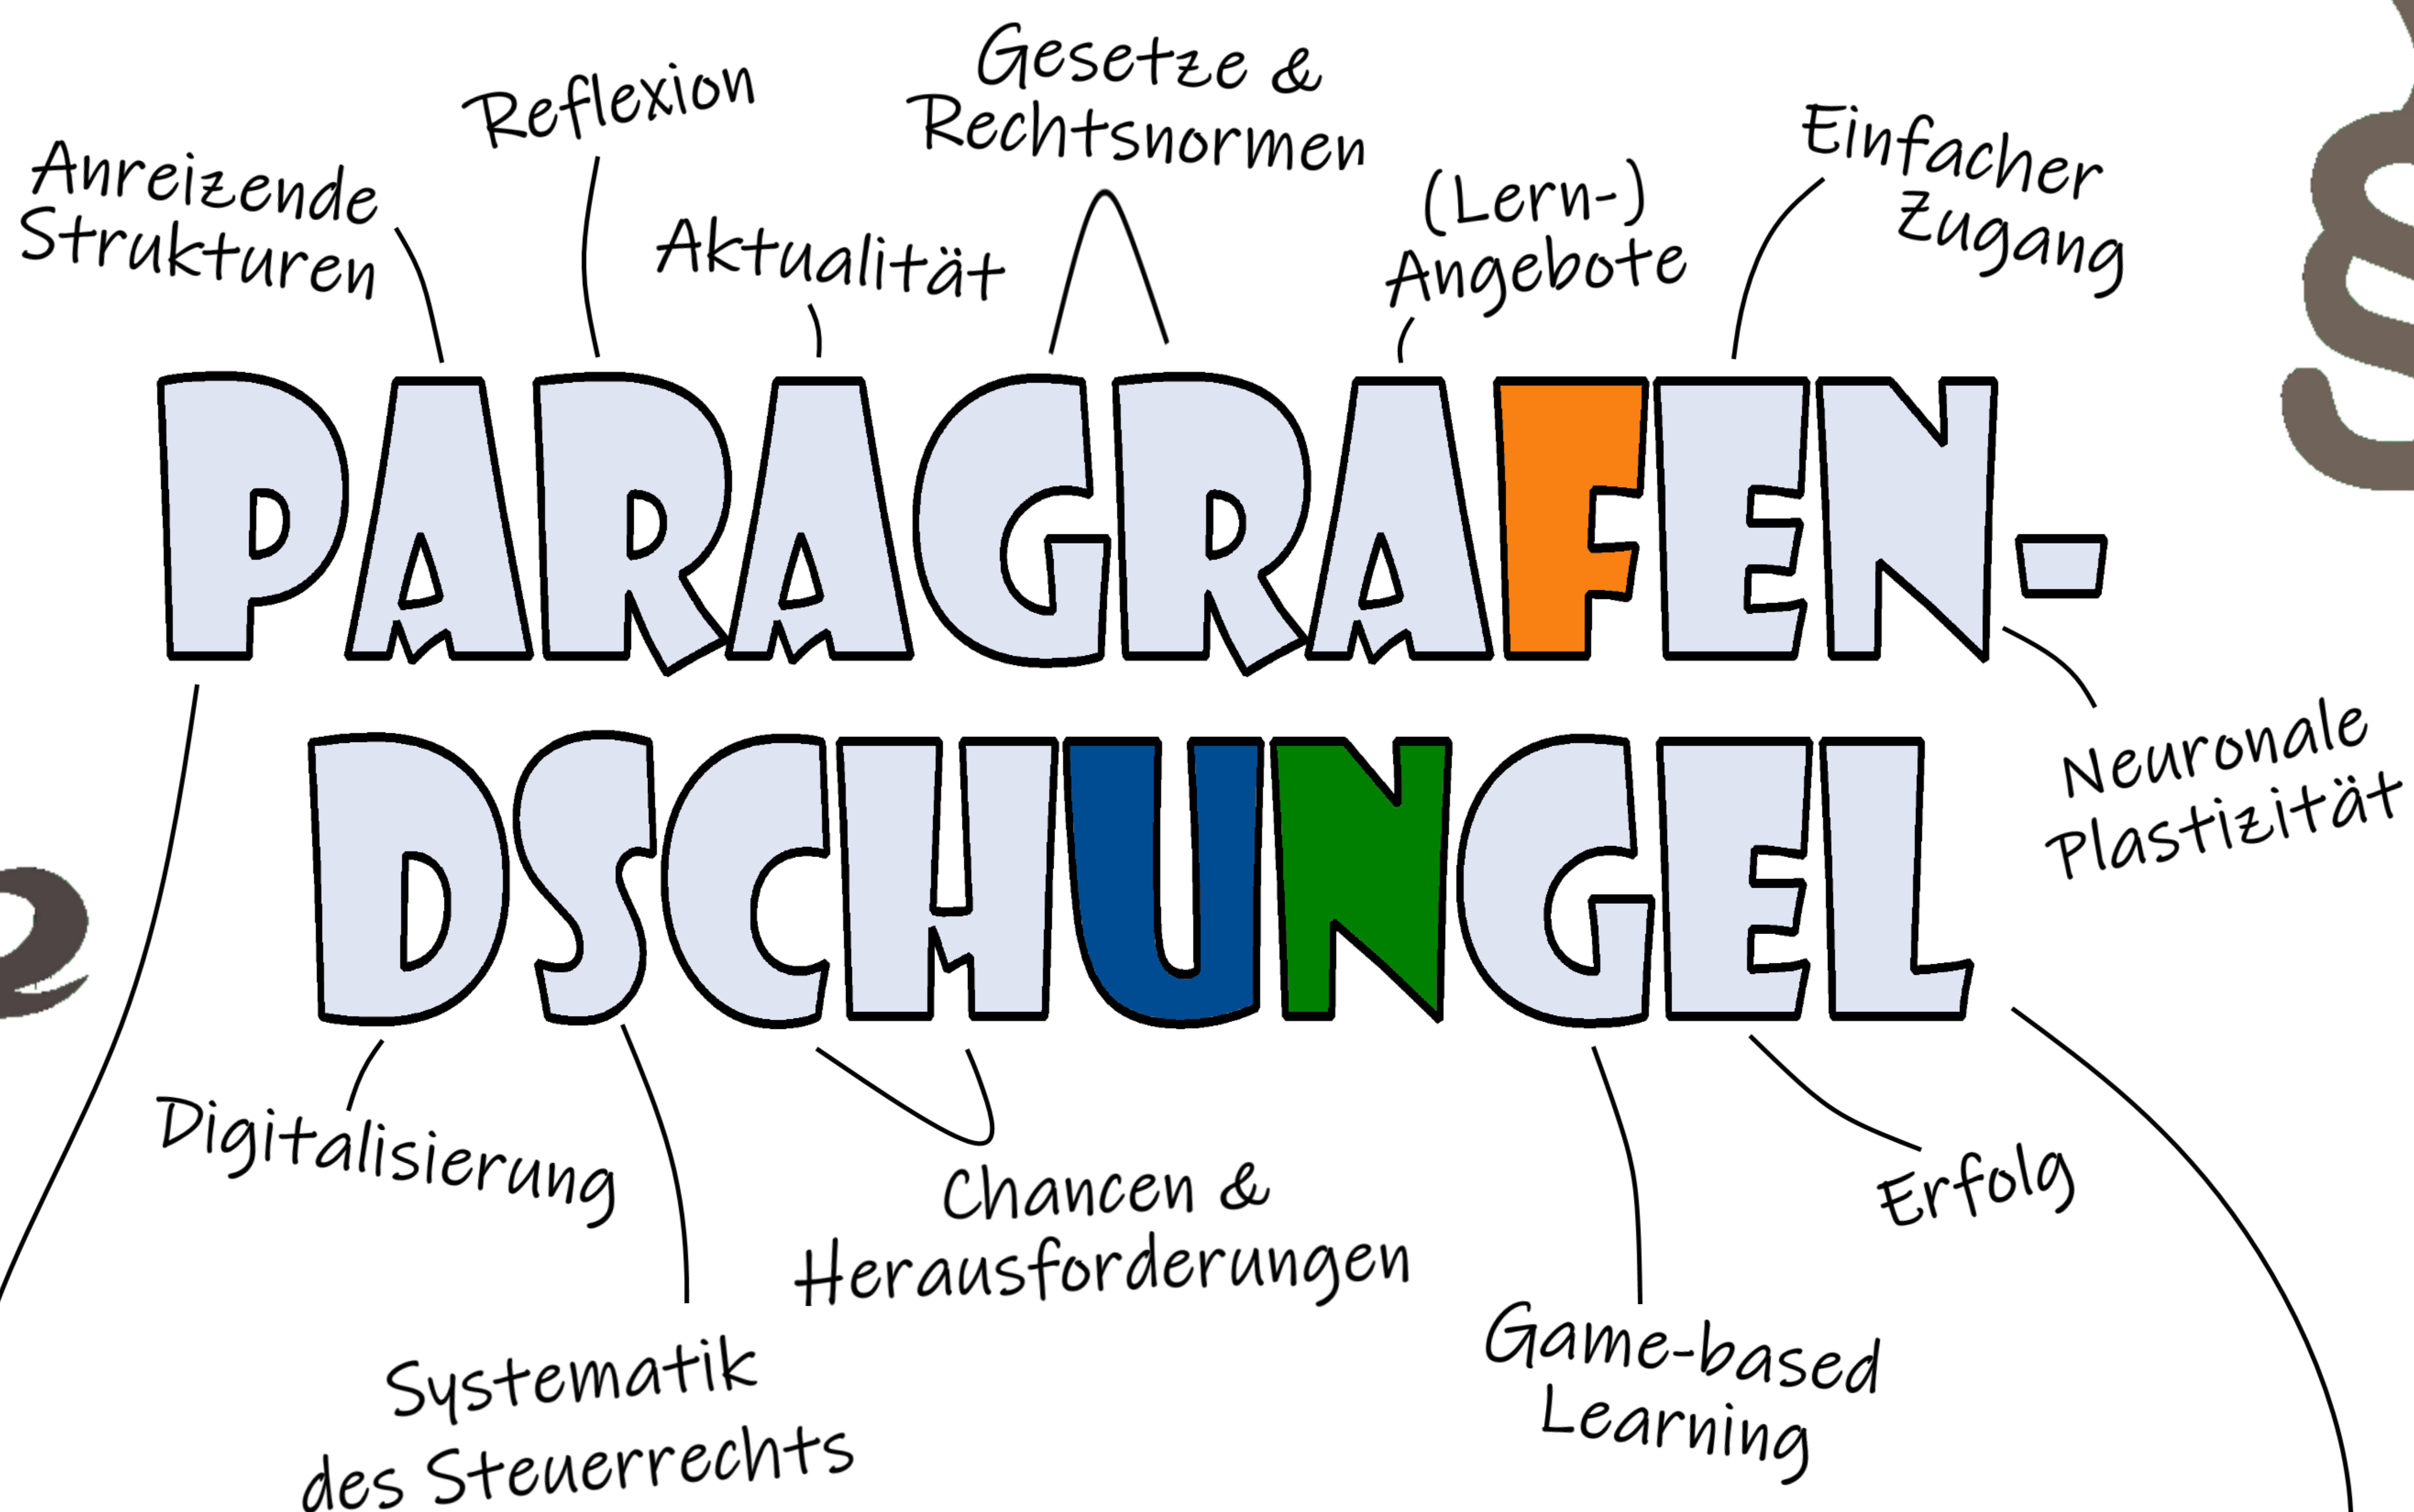 Gesetze &
Rechtsnormen
Reflexion
Einfacher
Zugang
Anreizende
Strukturen
Aktualität
(Lern-)
Angebote
PARAGRAFEN-
DSCHUNGEL
Neuronale
Plastizität
Digitalisierung
Chancen &
Herausforderungen
Erfolg
Systematik
des Steuerrechts
Game-based
Learning
§